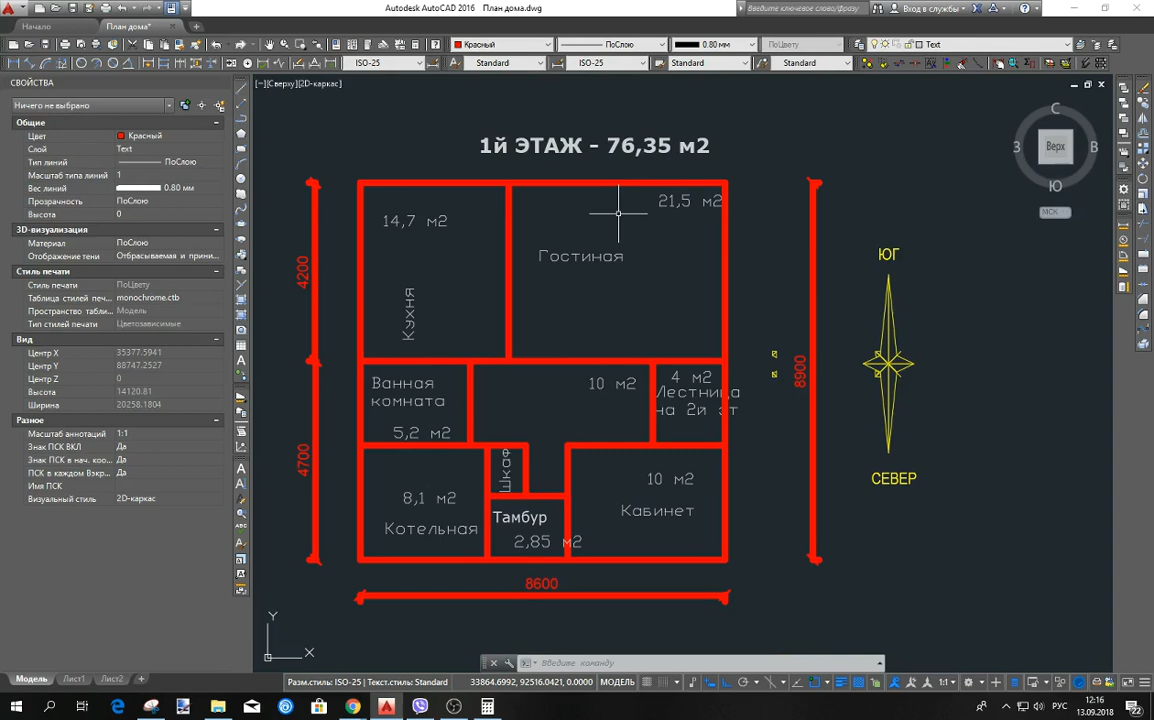 Autodesk AutoCAD 2016 План дома.dwg
Введите ключевое слово/фразу
Вход в службы
Начало
План дома*
Красный
ПоСлою
0.80 мм
ПоЦвету
Text
ISO-25
Standard
ISO-25
Standard
Standard
СВОЙСТВА
Ничего не выбрано
Общие
Цвет Красный
Слой Text
Тип линий ПоСлою
Масштаб типа линий 1
Вес линий 0.80 мм
Прозрачность ПоСлою
Высота 0
3D-визуализация
Материал ПоСлою
Отображение тени Отбрасываемая и прини...
Стиль печати
Стиль печати ПоЦвету
Таблица стилей печ... monochrome.ctb
Пространство табли... Модель
Тип стилей печати Цветозависимые
Вид
Центр X 35377.5941
Центр Y 88747.2527
Центр Z 0
Высота 14120.81
Ширина 20258.1804
Разное
Масштаб аннотаций 1:1
Знак ПСК ВКЛ Да
Знак ПСК в нач. коо... Да
ПСК в каждом Вэкр... Да
Имя ПСК
Визуальный стиль 2D-каркас
[−][Сверху][2D-каркас]
1й ЭТАЖ - 76,35 м2
14,7 м2
Кухня
21,5 м2
Гостиная
4200
4700
8900
8600
Ванная
комната
5,2 м2
10 м2
4 м2
Лестница
на 2й эт
8,1 м2
Котельная
Шкаф
Тамбур
2,85 м2
10 м2
Кабинет
ЮГ
СЕВЕР
С
З
Верх
В
Ю
МСК
Y
X
Введите команду
Модель
Лист1
Лист2
Разм.стиль: ISO-25 | Текст.стиль: Standard
33864.6992, 92516.0421, 0.0000
МОДЕЛЬ
1:1
РУС
12:16
13.09.2018
22